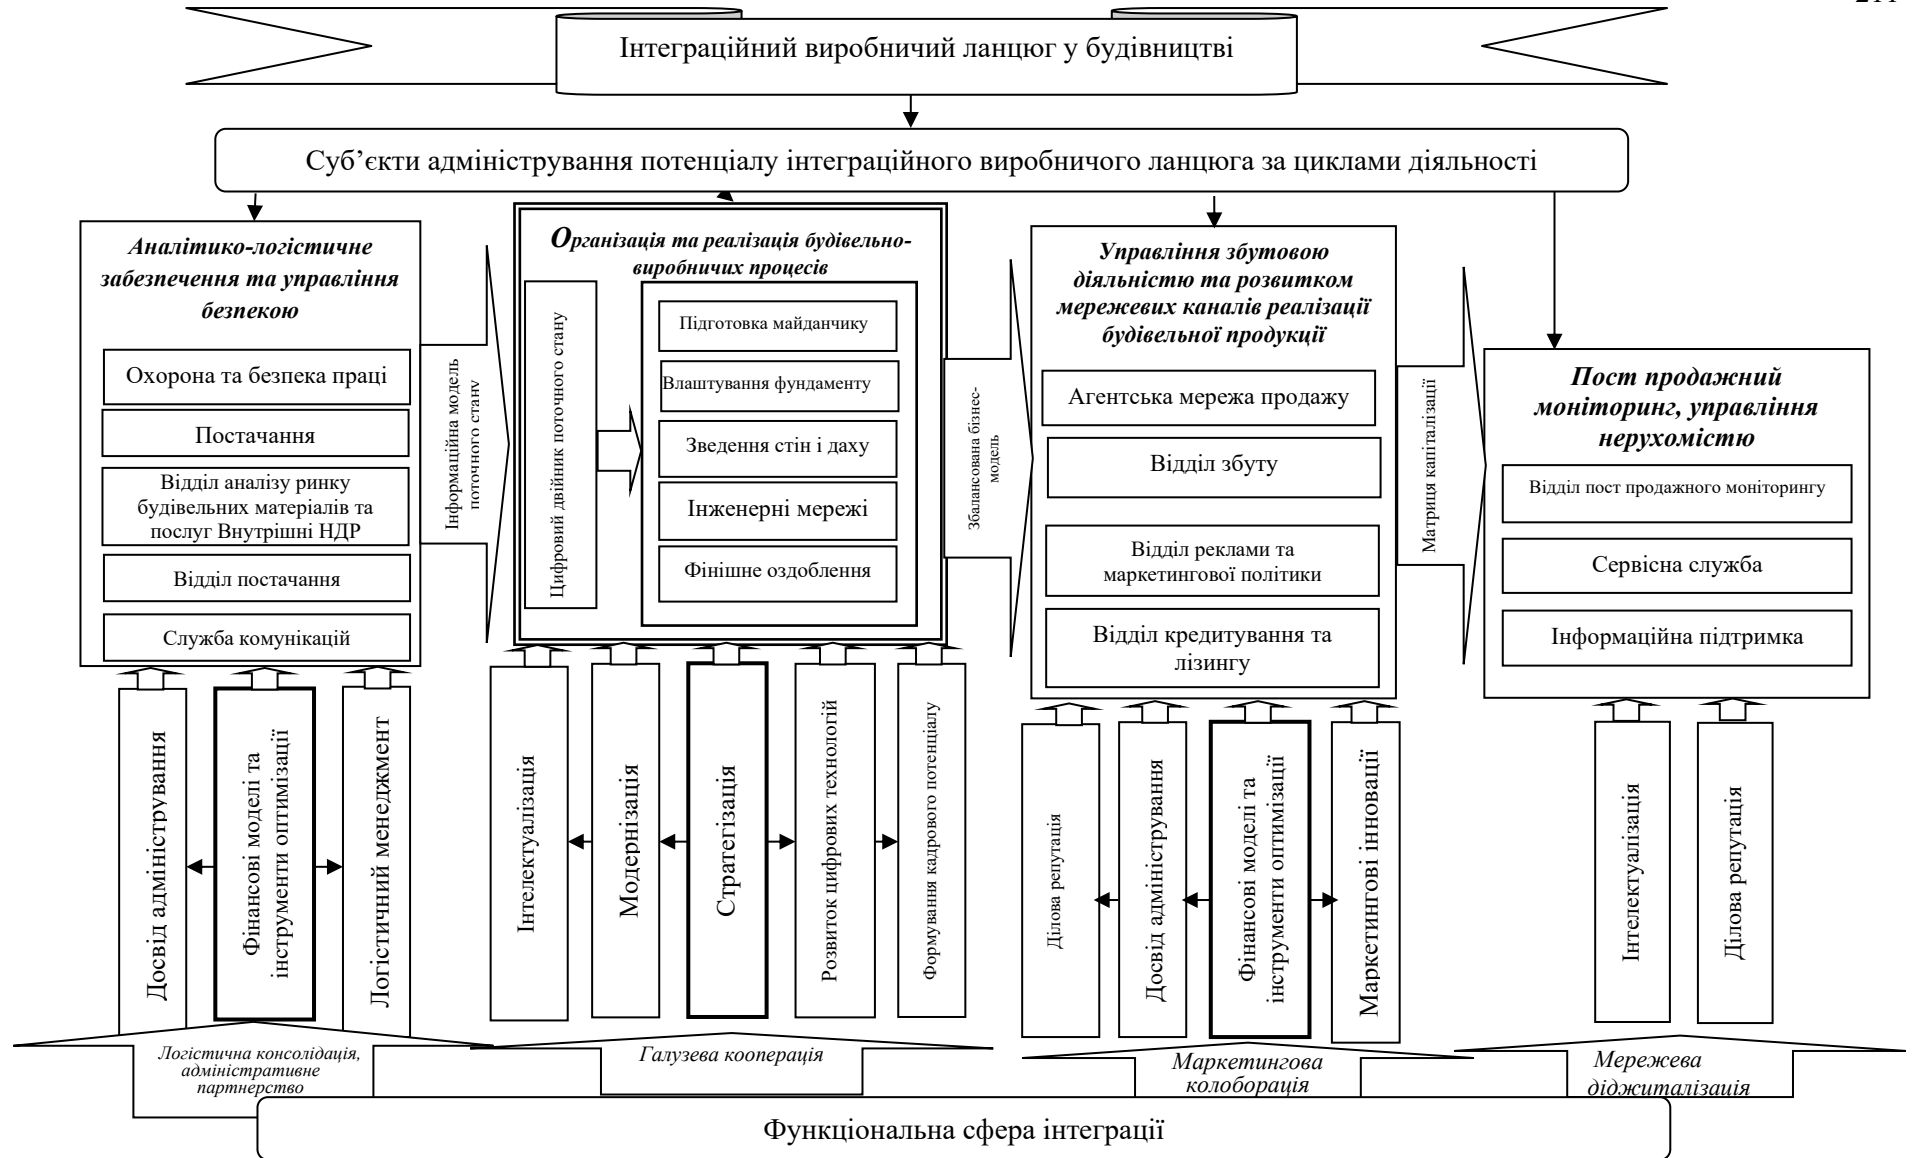 Інтеграційний виробничий ланцюг у будівництві
Суб’єкти адміністрування потенціалу інтеграційного виробничого ланцюга за циклами діяльності
Аналітико-логістичне
забезпечення та управління
безпекою
Охорона та безпека праці
Постачання
Відділ аналізу ринку
будівельних матеріалів та
послуг Внутрішні НДР
Відділ постачання
Служба комунікацій
Інформаційна модель
поточного стану
Організація та реалізація будівельно-
виробничих процесів
Цифровий двійник поточного стану
Підготовка майданчику
Влаштування фундаменту
Зведення стін і даху
Інженерні мережі
Фінішне оздоблення
Збалансована бізнес-
модель
Управління збутовою
діяльністю та розвитком
мережевих каналів реалізації
будівельної продукції
Агентська мережа продажу
Відділ збуту
Відділ реклами та
маркетингової політики
Відділ кредитування та
лізингу
Матриця капіталізації
Пост продажний
моніторинг, управління
нерухомістю
Відділ пост продажного моніторингу
Сервісна служба
Інформаційна підтримка
Досвід адміністрування
Фінансові моделі та
інструменти оптимізації
Логістичний менеджмент
Інтелектуалізація
Модернізація
Стратегізація
Розвиток цифрових технологій
Формування кадрового потенціалу
Ділова репутація
Досвід адміністрування
Фінансові моделі та
інструменти оптимізації
Маркетингові інновації
Інтелектуалізація
Ділова репутація
Логістична консолідація,
адміністративне
партнерство
Галузева кооперація
Маркетингова
колоборація
Мережева
діджиталізація
Функціональна сфера інтеграції